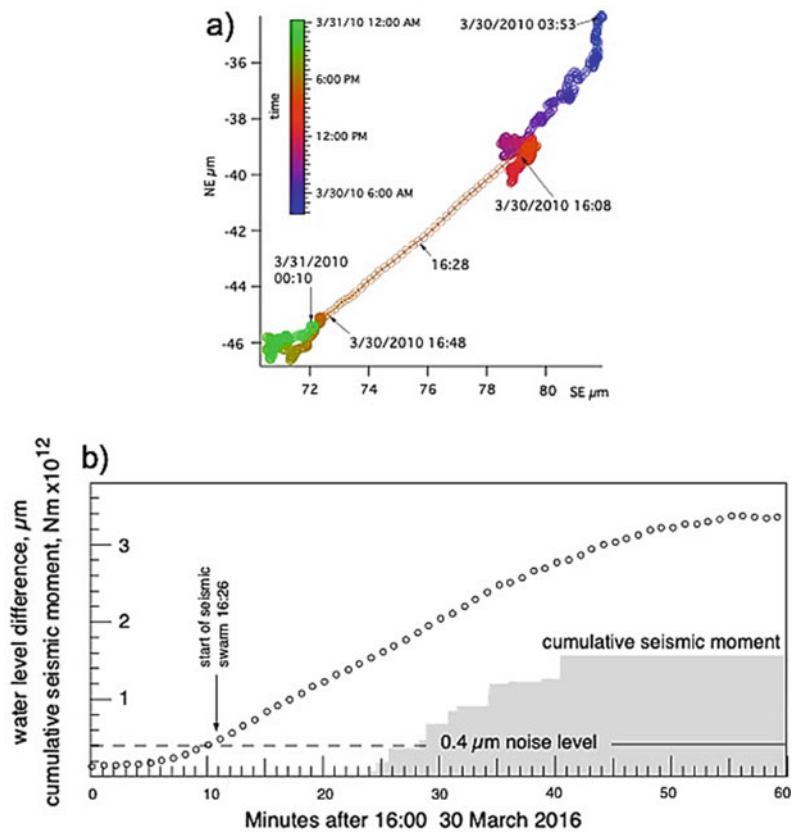 a)
3/31/10 12:00 AM
6:00 PM
12:00 PM
3/30/10 6:00 AM
time
3/30/2010 03:53
3/30/2010 16:08
16:28
3/31/2010
00:10
3/30/2010 16:48
NE µm
-36
-38
-40
-42
-44
-46
72
74
76
78
80
SE µm
b)
water level difference, µm
cumulative seismic moment, Nm x10¹²
3
2
1
start of seismic
swarm 16:26
cumulative seismic moment
0.4 µm noise level
0
10
20
30
40
50
60
Minutes after 16:00 30 March 2016